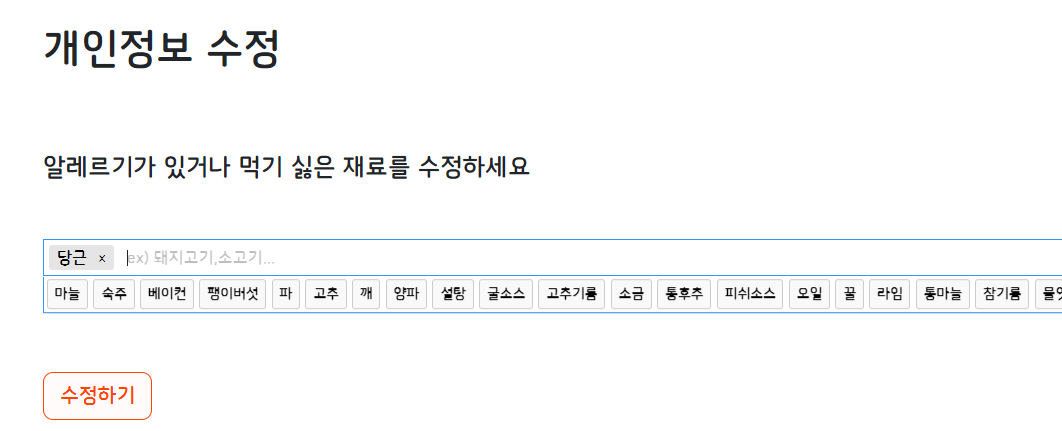 개인정보 수정
알레르기가 있거나 먹기 싫은 재료를 수정하세요
당근 × ex) 돼지고기,소고기...
마늘 숙주 베이컨 팽이버섯 파 고추 깨 양파 설탕 굴소스 고추기름 소금 통후추 피쉬소스 오일 꿀 라임 통마늘 참기름
수정하기